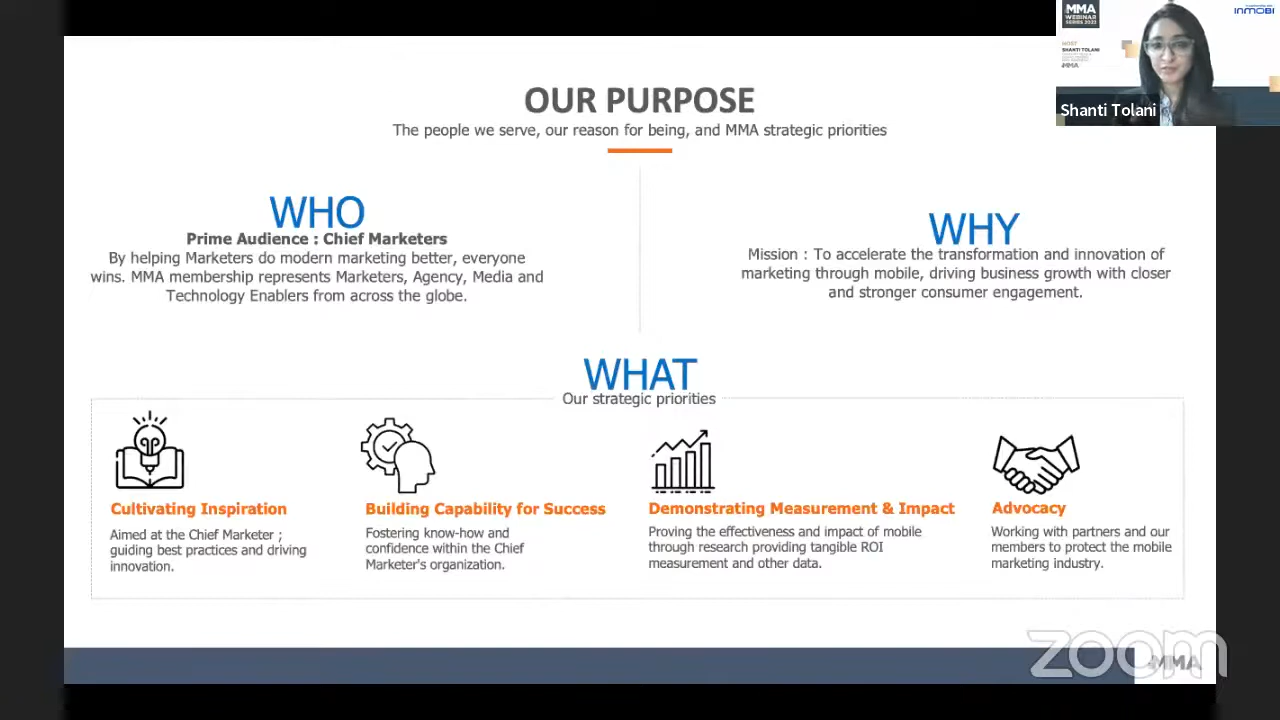 OUR PURPOSE
The people we serve, our reason for being, and MMA strategic priorities
WHO
Prime Audience : Chief Marketers
By helping Marketers do modern marketing better, everyone
wins. MMA membership represents Marketers, Agency, Media and
Technology Enablers from across the globe.
WHY
Mission : To accelerate the transformation and innovation of
marketing through mobile, driving business growth with closer
and stronger consumer engagement.
WHAT
Our strategic priorities
Cultivating Inspiration
Aimed at the Chief Marketer ;
guiding best practices and driving
innovation.
Building Capability for Success
Fostering know-how and
confidence within the Chief
Marketer's organization.
Demonstrating Measurement & Impact
Proving the effectiveness and impact of mobile
through research providing tangible ROI
measurement and other data.
Advocacy
Working with partners and our
members to protect the mobile
marketing industry.
MMA
WEBINAR
SERIES 2023
INMOBI
SHANTI TOLANI
MMA
Shanti Tolani
zoom
MMA